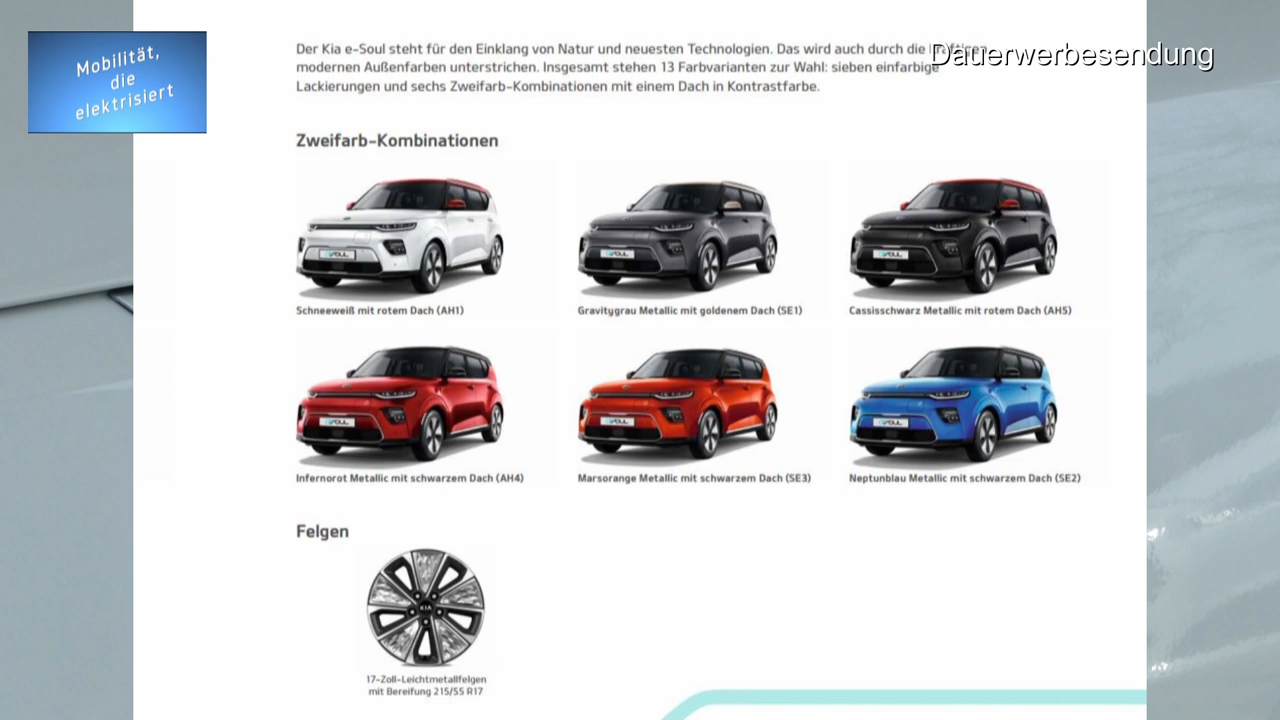 Mobilität,
die
elektrisiert
Dauerwerbesendung
Der Kia e-Soul steht für den Einklang von Natur und neuesten Technologien. Das wird auch durch die
modernen Außenfarben unterstrichen. Insgesamt stehen 13 Farbvarianten zur Wahl: sieben einfarbige
Lackierungen und sechs Zweifarb-Kombinationen mit einem Dach in Kontrastfarbe.
Zweifarb-Kombinationen
Schneeweiß mit rotem Dach (AH1)
Gravitygrau Metallic mit goldenem Dach (SE1)
Cassisschwarz Metallic mit rotem Dach (AH5)
Infernorot Metallic mit schwarzem Dach (AH4)
Marsorange Metallic mit schwarzem Dach (SE3)
Neptunblau Metallic mit schwarzem Dach (SE2)
Felgen
KIA
17-Zoll-Leichtmetallfelgen
mit Bereifung 215/55 R17